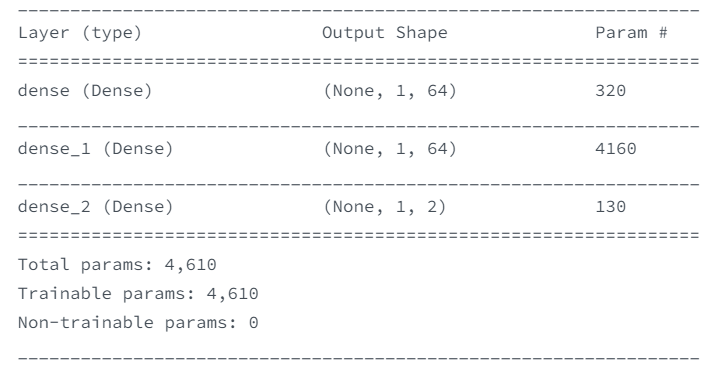 _________________________________________________________________
Layer (type)                 Output Shape              Param #
=================================================================
dense (Dense)                (None, 1, 64)             320
_________________________________________________________________
dense_1 (Dense)              (None, 1, 64)             4160
_________________________________________________________________
dense_2 (Dense)              (None, 1, 2)              130
=================================================================
Total params: 4,610
Trainable params: 4,610
Non-trainable params: 0
_________________________________________________________________